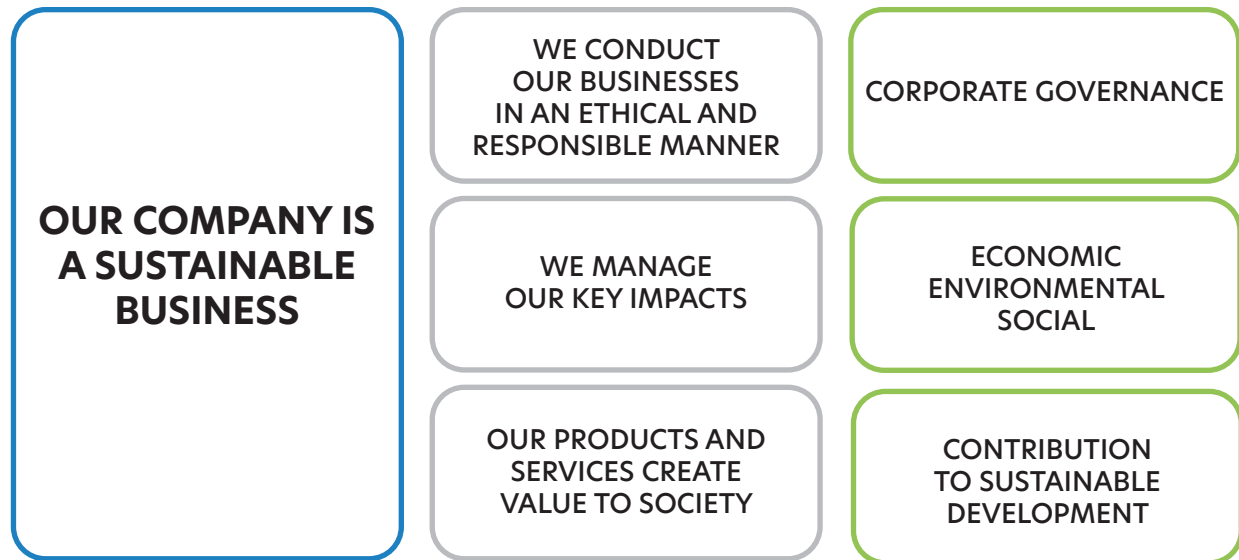 OUR COMPANY IS
A SUSTAINABLE
BUSINESS
WE CONDUCT
OUR BUSINESSES
IN AN ETHICAL AND
RESPONSIBLE MANNER
CORPORATE GOVERNANCE
WE MANAGE
OUR KEY IMPACTS
ECONOMIC
ENVIRONMENTAL
SOCIAL
OUR PRODUCTS AND
SERVICES CREATE
VALUE TO SOCIETY
CONTRIBUTION
TO SUSTAINABLE
DEVELOPMENT